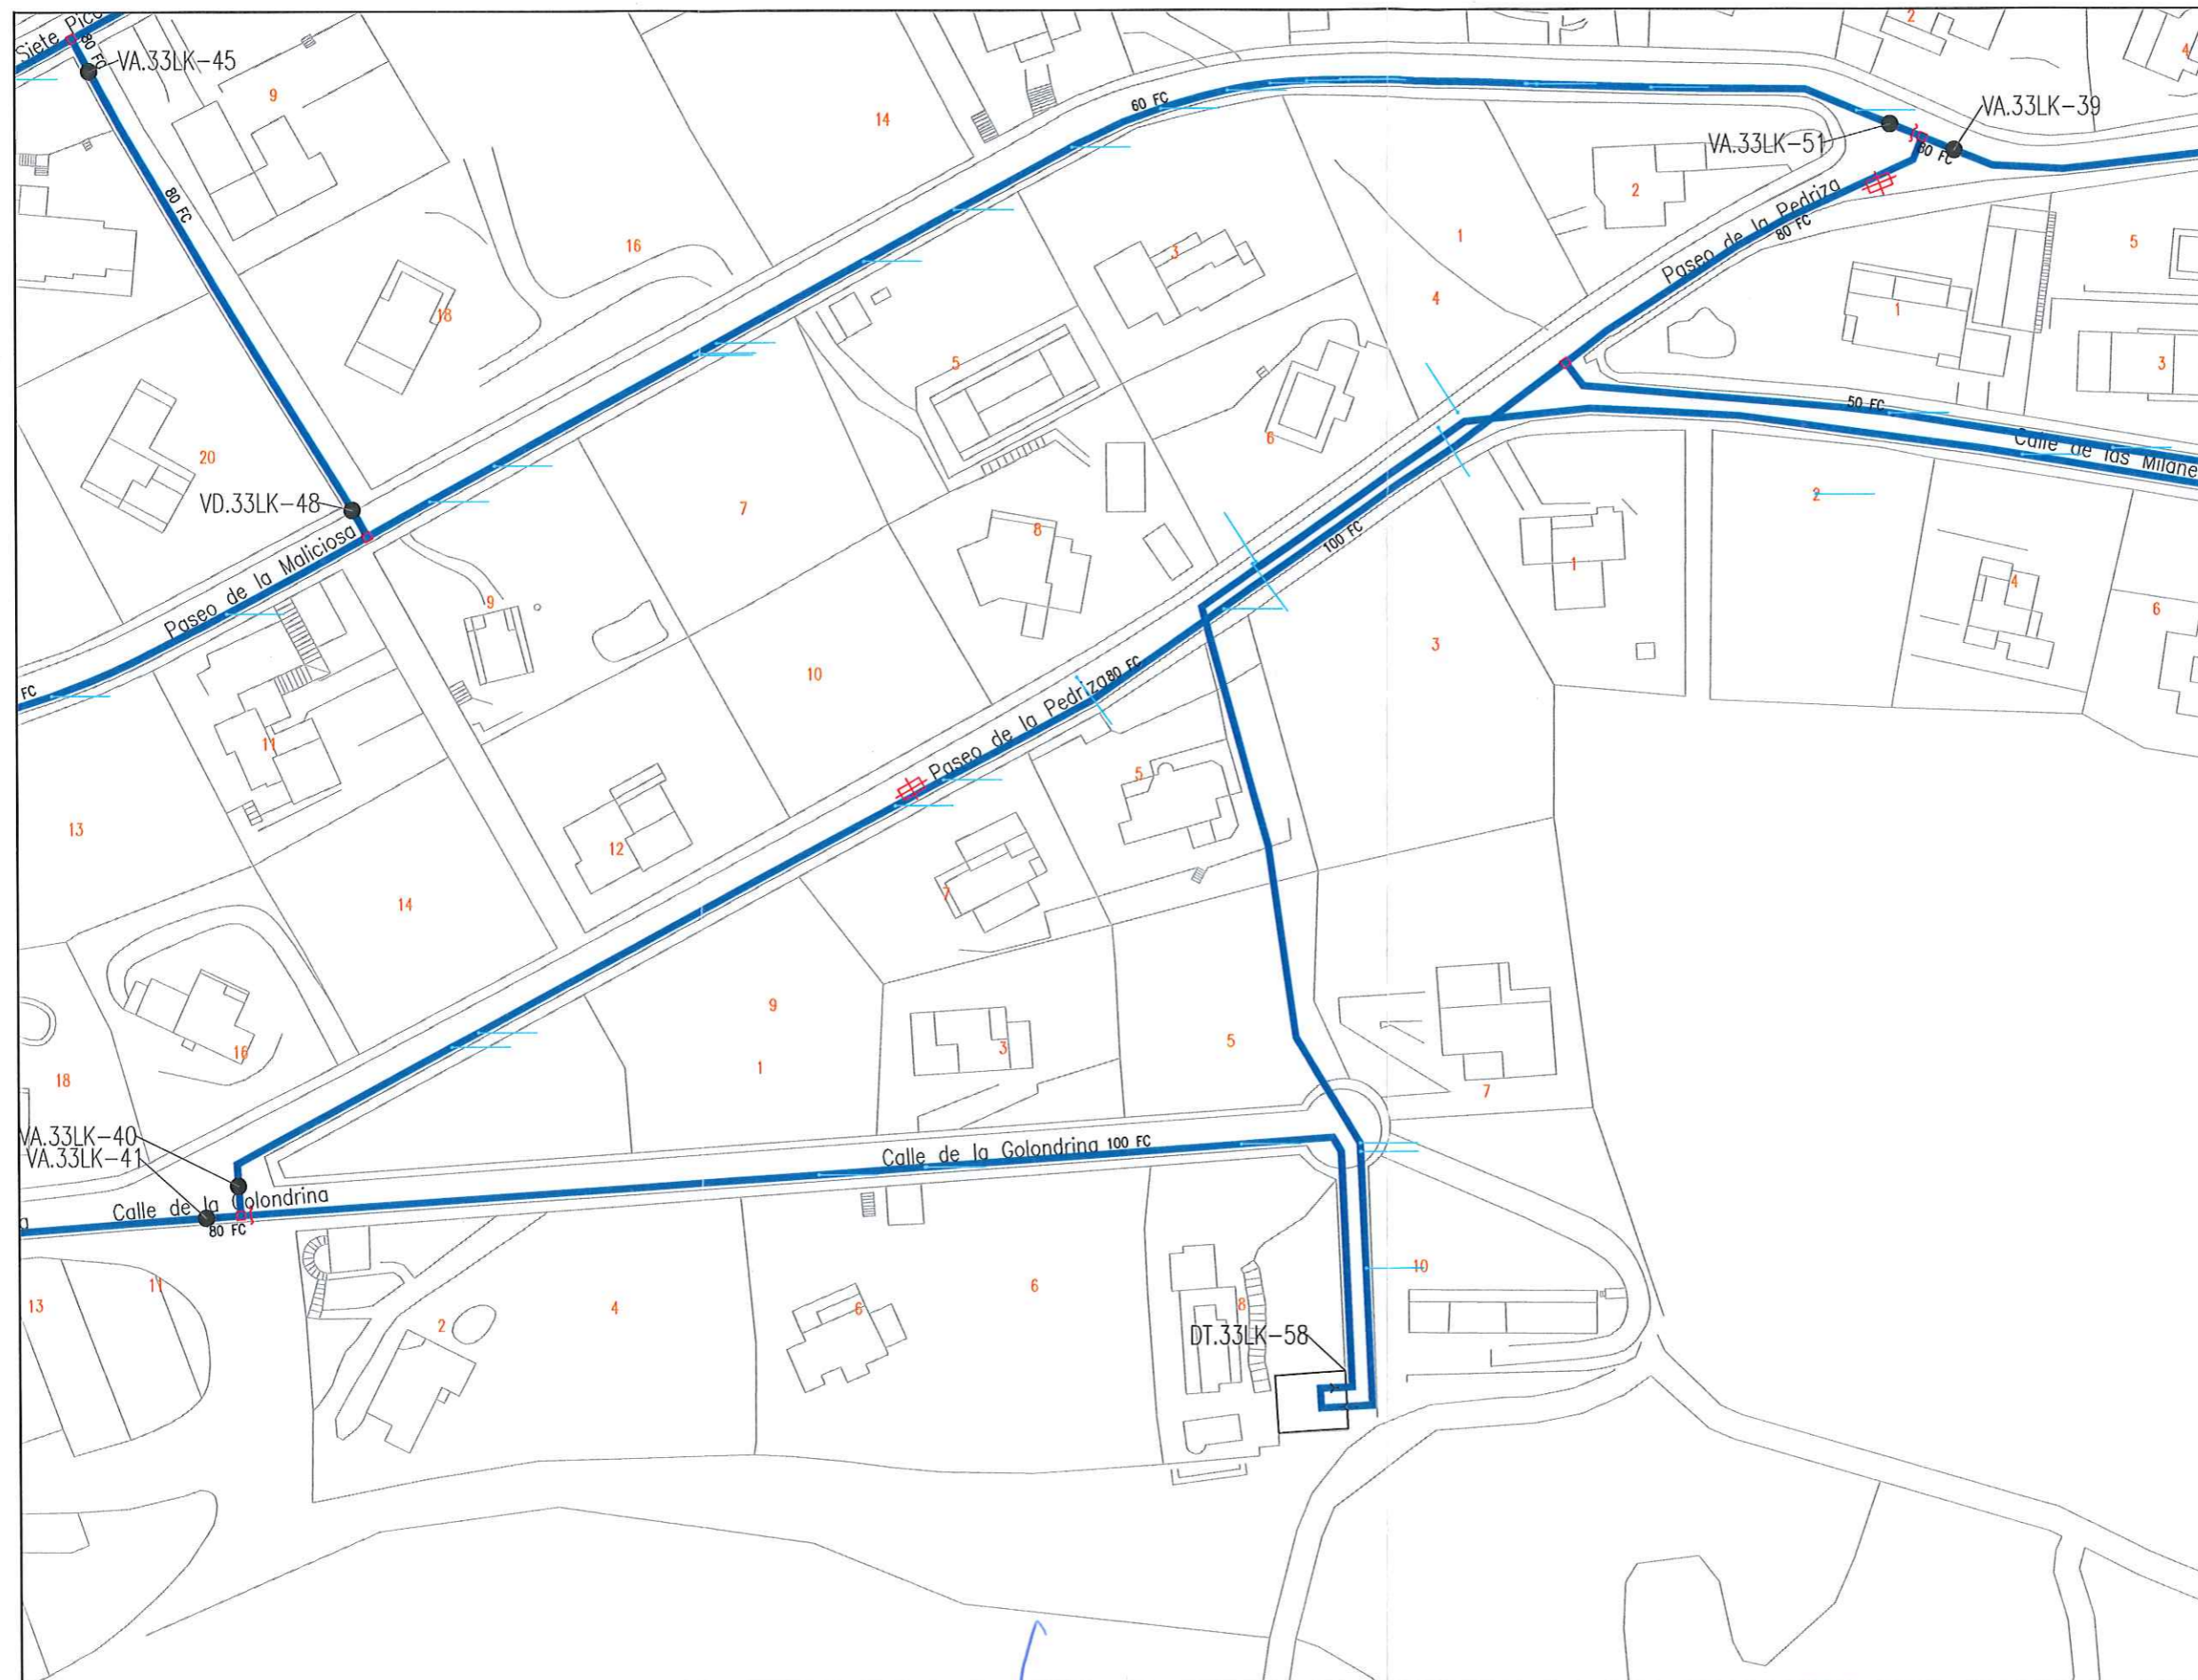 Siete Pico
80 FC
VA.33LK-45
9
14
60 FC
2
4
VA.33LK-39
VA.33LK-51
80 FC
2
80 FC
16
3
1
Paseo de la Pedriza
80 FC
5
18
5
4
1
3
20
6
50 FC
Calle de las Milane
VD.33LK-48
7
8
2
Paseo de la Maliciosa
100 FC
1
4
9
6
3
FC
10
80 FC
Paseo de la Pedriza
11
5
13
12
7
14
9
16
3
5
18
1
7
VA.33LK-40
VA.33LK-41
Calle de la Golondrina 100 FC
Calle de la Golondrina
80 FC
11
10
13
2
4
6
6
8
DT.33LK-58